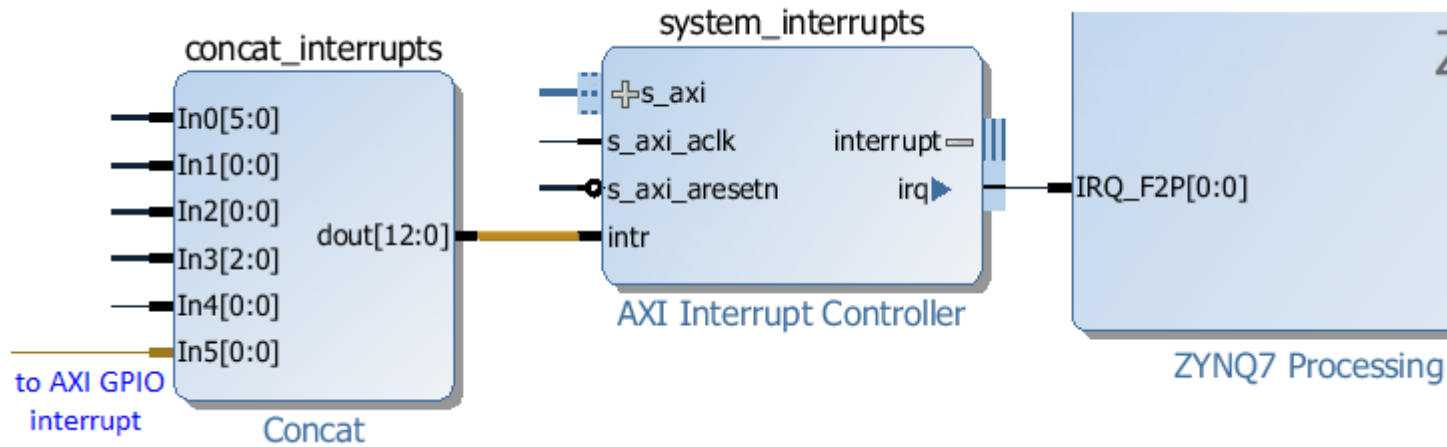 concat_interrupts
In0[5:0]
In1[0:0]
In2[0:0]
In3[2:0]
In4[0:0]
In5[0:0]
dout[12:0]
to AXI GPIO
interrupt
Concat
system_interrupts
s_axi
s_axi_aclk
s_axi_aresetn
intr
interrupt
irq
AXI Interrupt Controller
IRQ_F2P[0:0]
ZYNQ7 Processing